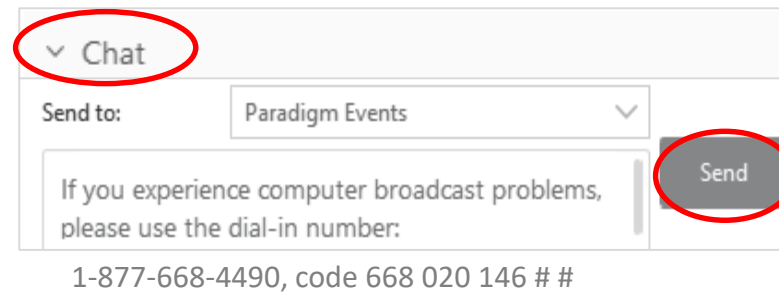 Chat
Send to: Paradigm Events
Send
If you experience computer broadcast problems,
please use the dial-in number:
1-877-668-4490, code 668 020 146 # #